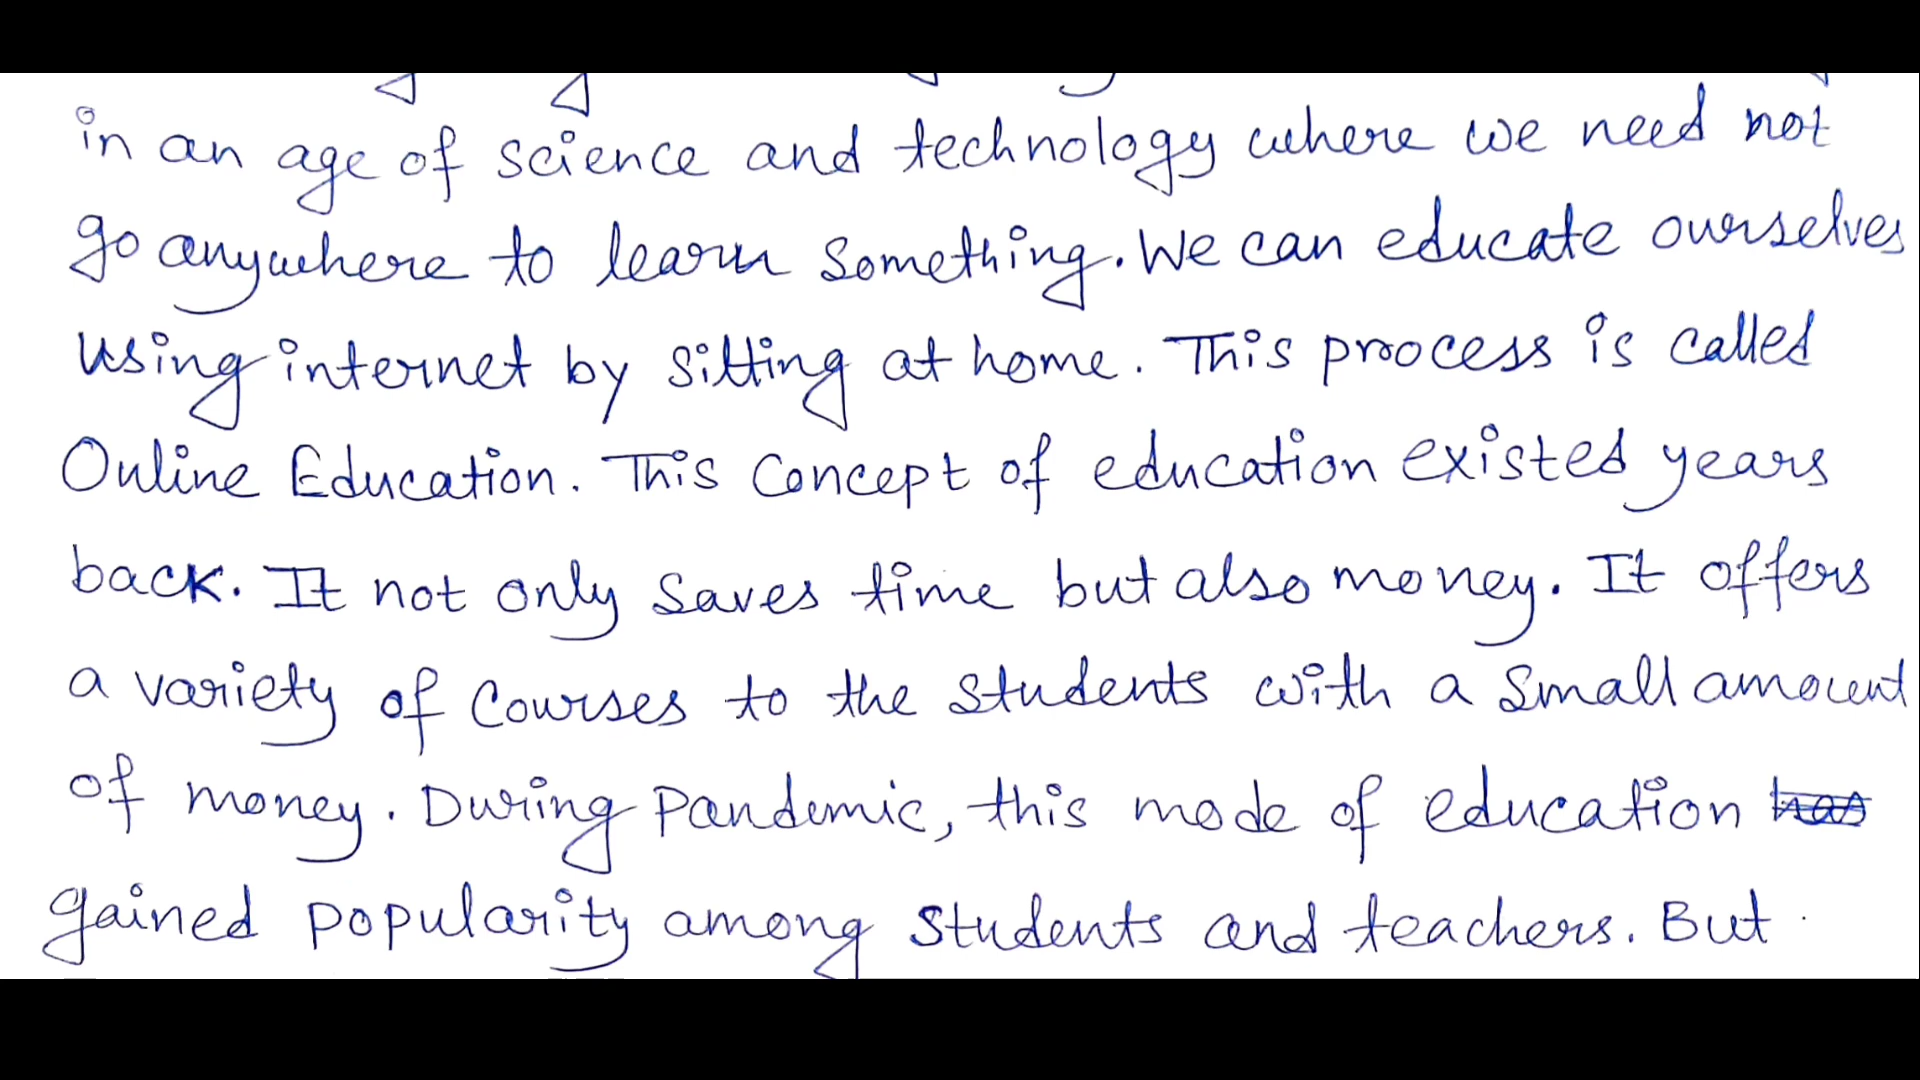 in an age of science and technology where we need not
go anywhere to learn something. We can educate ourselves
using internet by sitting at home. This process is called
Online Education. This concept of education existed years
back. It not only saves time but also money. It offers
a variety of courses to the students with a small amount
of money. During Pandemic, this mode of education has
gained popularity among students and teachers. But